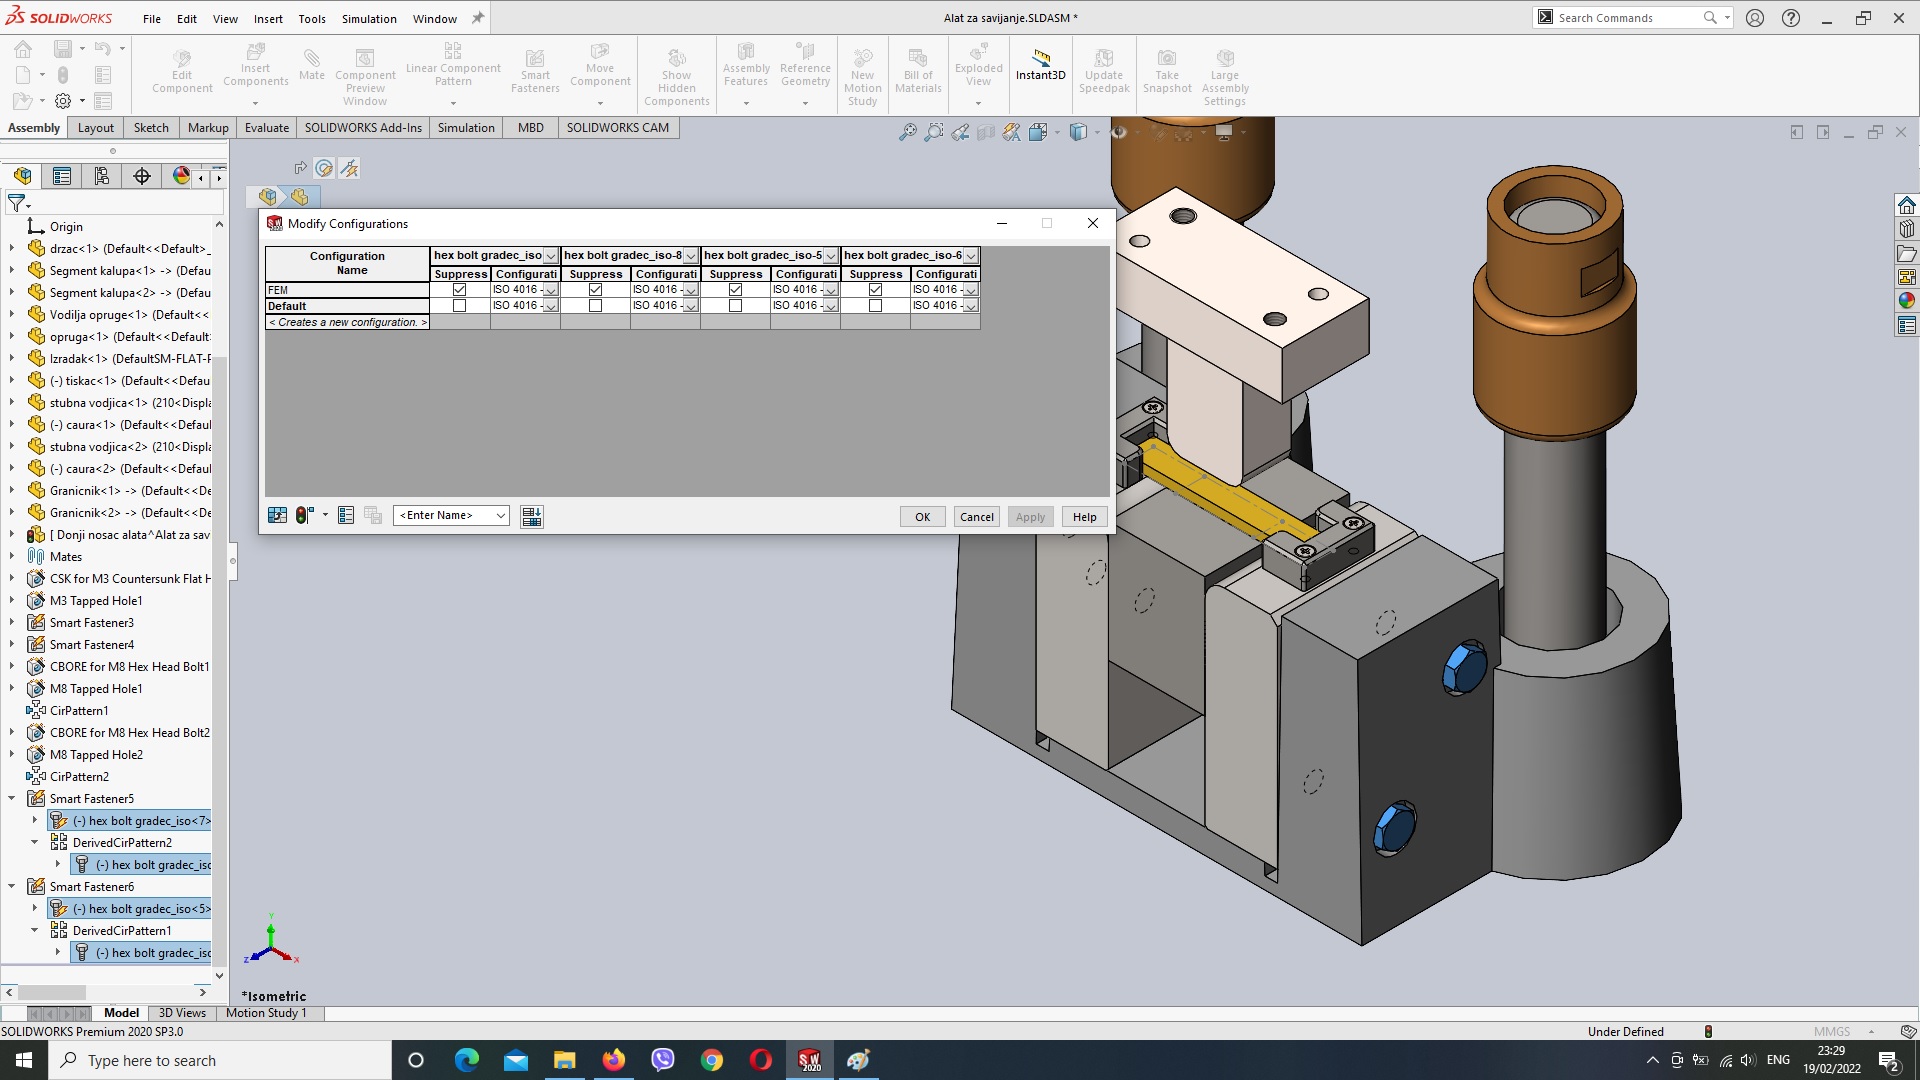 SOLIDWORKS File Edit View Insert Tools Simulation Window
Alat za savijanje.SLDASM *
Search Commands
Edit Component
Insert Components
Mate
Component Preview Window
Linear Component Pattern
Smart Fasteners
Move Component
Show Hidden Components
Assembly Features
Reference Geometry
New Motion Study
Bill of Materials
Exploded View
Instant3D
Update Speedpak
Take Snapshot
Large Assembly Settings
Assembly Layout Sketch Markup Evaluate SOLIDWORKS Add-Ins Simulation MBD SOLIDWORKS CAM
Origin
drzac<1> (Default<<Default>_
Segment kalupa<1> -> (Defau
Segment kalupa<2> -> (Defau
Vodilja opruge<1> (Default<<
opruga<1> (Default<<Default
Izradak<1> (DefaultSM-FLAT-F
(-) tiskac<1> (Default<<Defau
stubna vodjica<1> (210<Displa
(-) caura<1> (Default<<Defaul
stubna vodjica<2> (210<Displa
(-) caura<2> (Default<<Defaul
Granicnik<1> -> (Default<<De
Granicnik<2> -> (Default<<De
[ Donji nosac alata^Alat za sav
Mates
CSK for M3 Countersunk Flat H
M3 Tapped Hole1
Smart Fastener3
Smart Fastener4
CBORE for M8 Hex Head Bolt1
M8 Tapped Hole1
CirPattern1
CBORE for M8 Hex Head Bolt2
M8 Tapped Hole2
CirPattern2
Smart Fastener5
(-) hex bolt gradec_iso<7>
DerivedCirPattern2
(-) hex bolt gradec_isc
Smart Fastener6
(-) hex bolt gradec_iso<5>
DerivedCirPattern1
(-) hex bolt gradec_isc
Modify Configurations
Configuration Name
hex bolt gradec_iso hex bolt gradec_iso-8 hex bolt gradec_iso-5 hex bolt gradec_iso-6
Suppress Configurati Suppress Configurati Suppress Configurati Suppress Configurati
FEM ISO 4016 - ISO 4016 - ISO 4016 - ISO 4016 -
Default ISO 4016 - ISO 4016 - ISO 4016 - ISO 4016 -
< Creates a new configuration. >
<Enter Name>
OK Cancel Apply Help
Y
Z X
*Isometric
Model 3D Views Motion Study 1
SOLIDWORKS Premium 2020 SP3.0
Under Defined
MMGS
Type here to search
SW 2020
ENG
23:29
19/02/2022
2